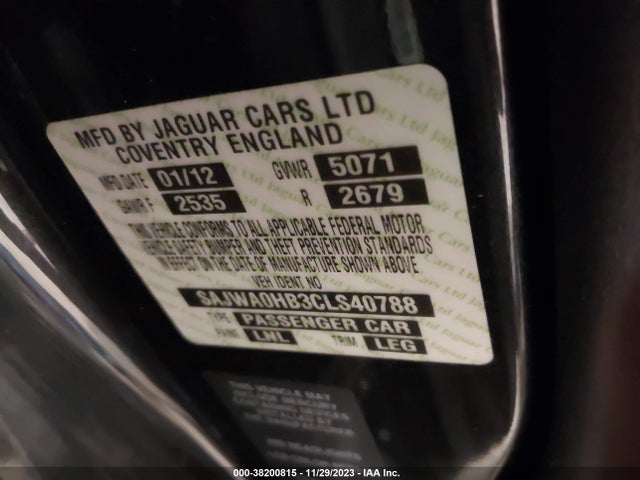 MFD BY JAGUAR CARS LTD
COVENTRY ENGLAND
MFD DATE 01/12 GVWR 5071
GAWR F 2535 R 2679
THIS VEHICLE CONFORMS TO ALL APPLICABLE FEDERAL MOTOR
VEHICLE SAFETY BUMPER AND THEFT PREVENTION STANDARDS
IN EFFECT ON THE DATE OF MANUFACTURE SHOWN ABOVE
VEH IDENT NO
SAJWA0HB3CLS40788
TYPE PASSENGER CAR
PAINT LNL TRIM LEG
THIS VEHICLE MAY
000-38200815 - 11/29/2023 - IAA Inc.